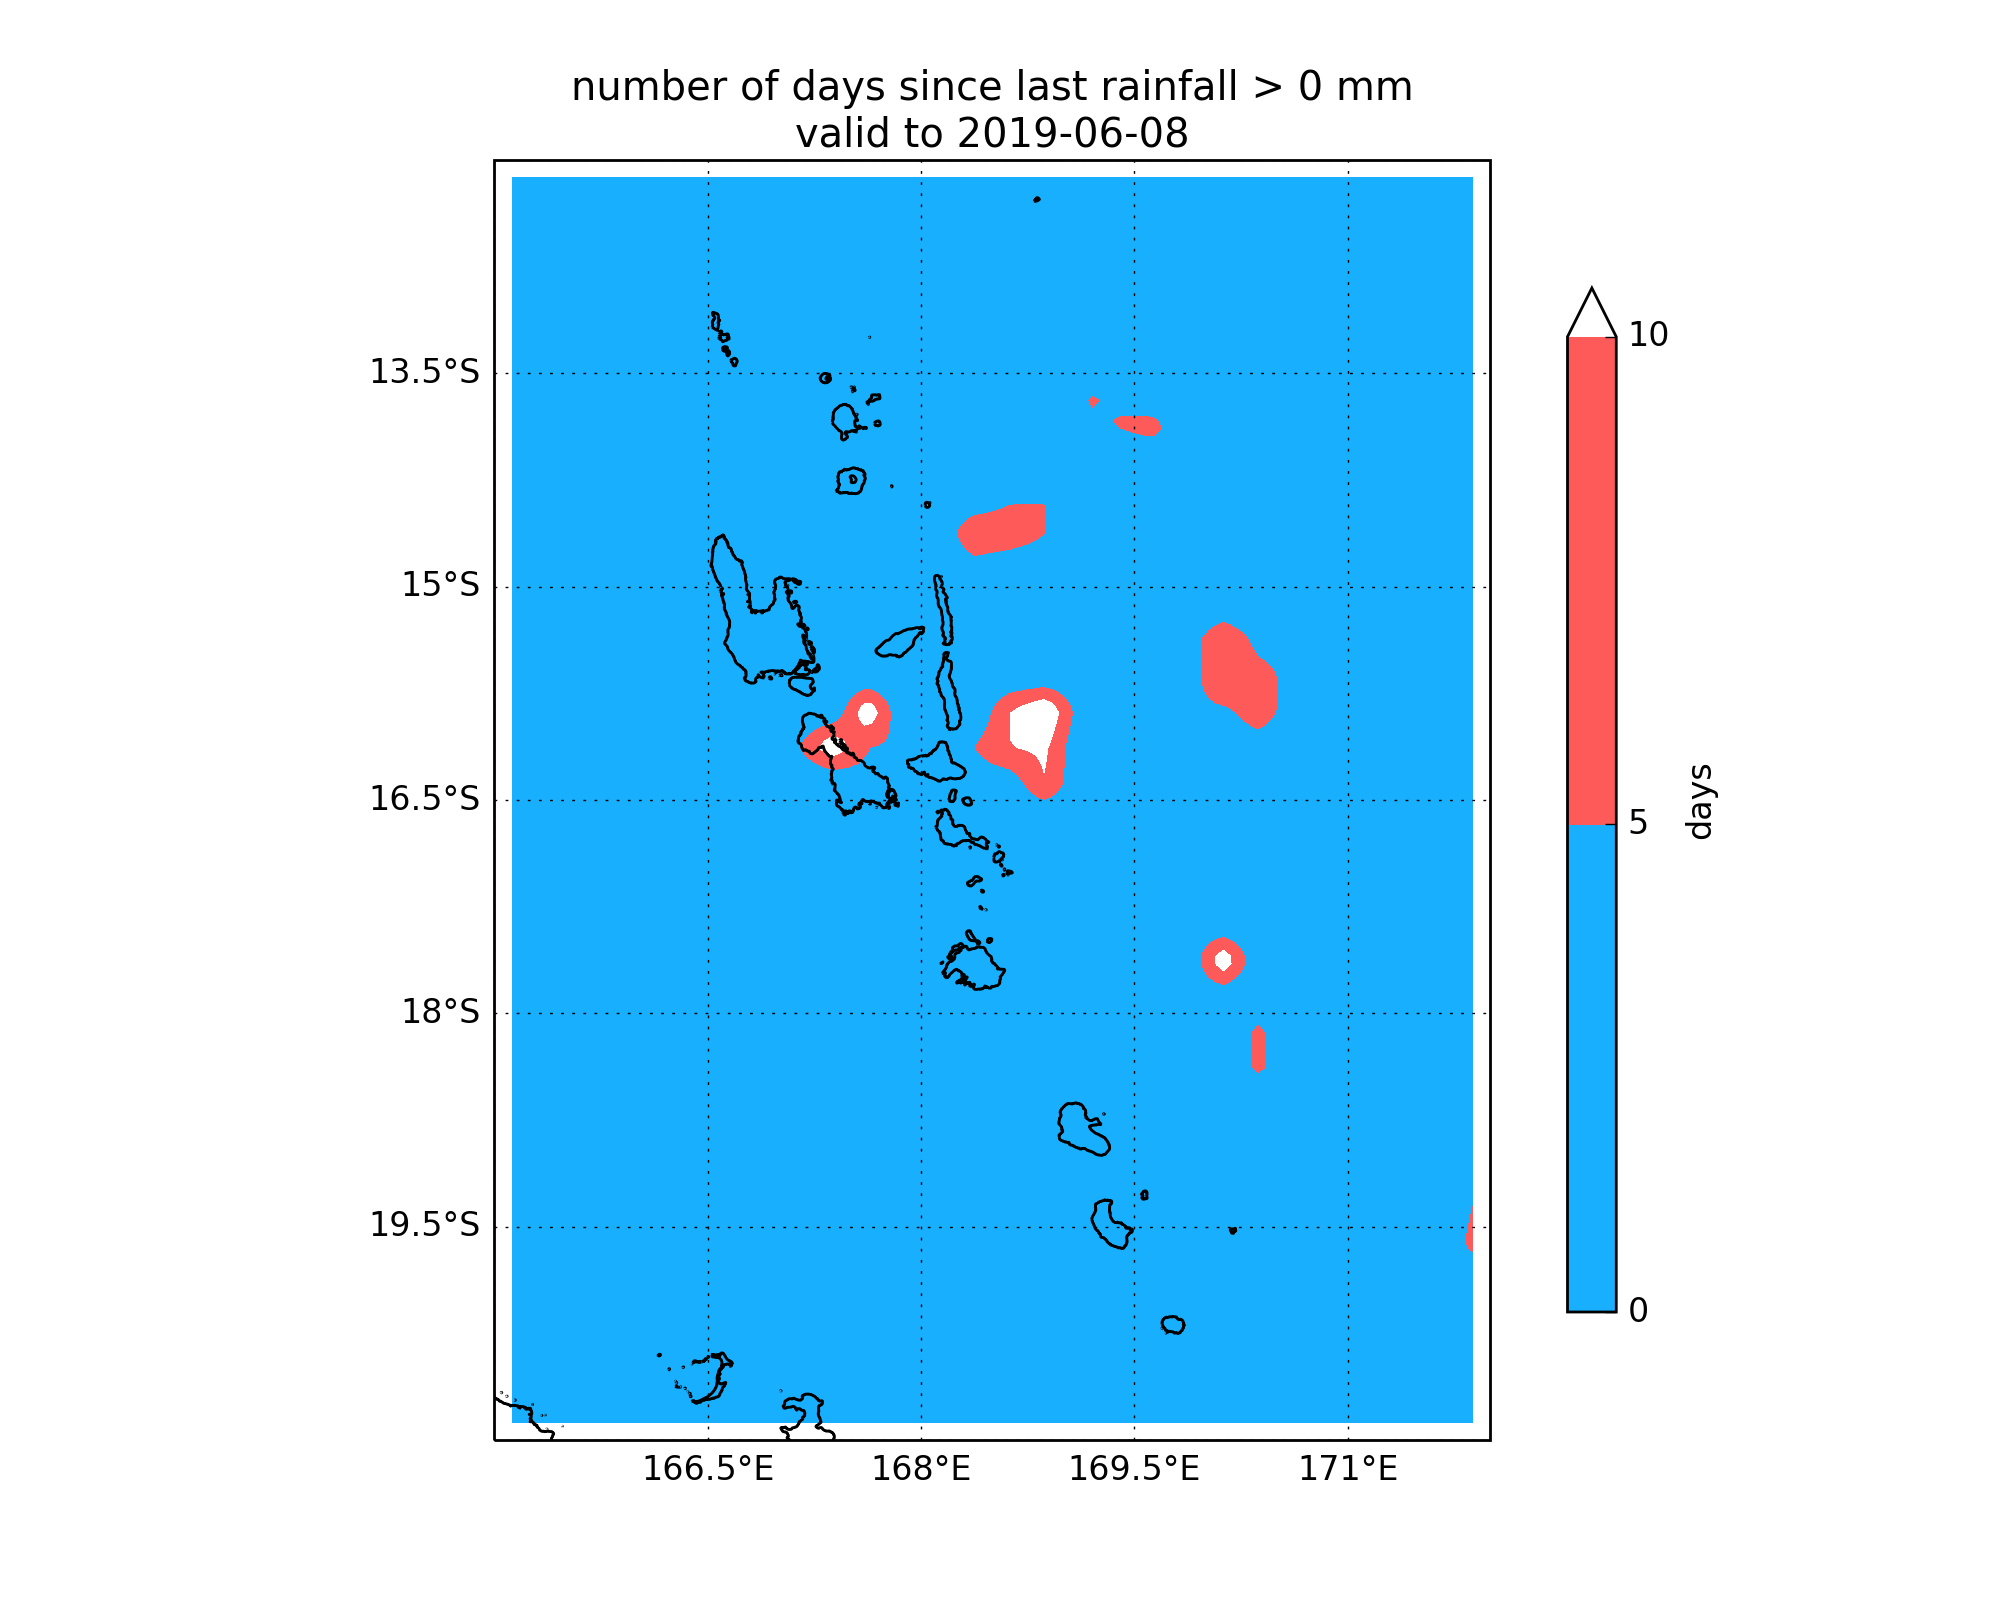 number of days since last rainfall > 0 mm
valid to 2019-06-08
13.5°S
15°S
16.5°S
18°S
19.5°S
166.5°E
168°E
169.5°E
171°E
10
5
0
days